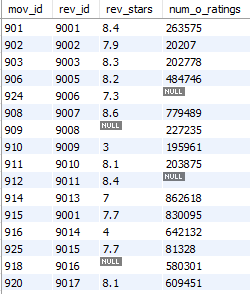 mov_id rev_id rev_stars num_o_ratings
901 9001 8.4 263575
902 9002 7.9 20207
903 9003 8.3 202778
906 9005 8.2 484746
924 9006 7.3 NULL
908 9007 8.6 779489
909 9008 NULL 227235
910 9009 3 195961
911 9010 8.1 203875
912 9011 8.4 NULL
914 9013 7 862618
915 9001 7.7 830095
916 9014 4 642132
925 9015 7.7 81328
918 9016 NULL 580301
920 9017 8.1 609451